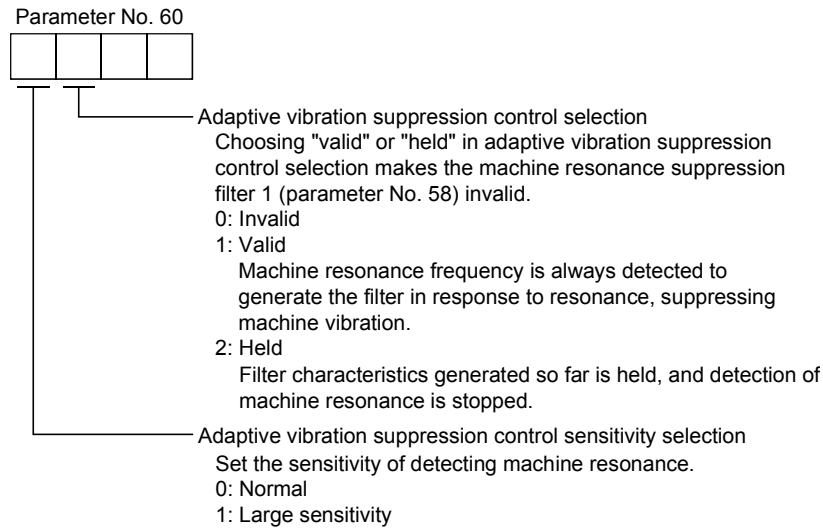 Parameter No. 60
Adaptive vibration suppression control selection
Choosing "valid" or "held" in adaptive vibration suppression
control selection makes the machine resonance suppression
filter 1 (parameter No. 58) invalid.
0: Invalid
1: Valid
Machine resonance frequency is always detected to
generate the filter in response to resonance, suppressing
machine vibration.
2: Held
Filter characteristics generated so far is held, and detection of
machine resonance is stopped.
Adaptive vibration suppression control sensitivity selection
Set the sensitivity of detecting machine resonance.
0: Normal
1: Large sensitivity